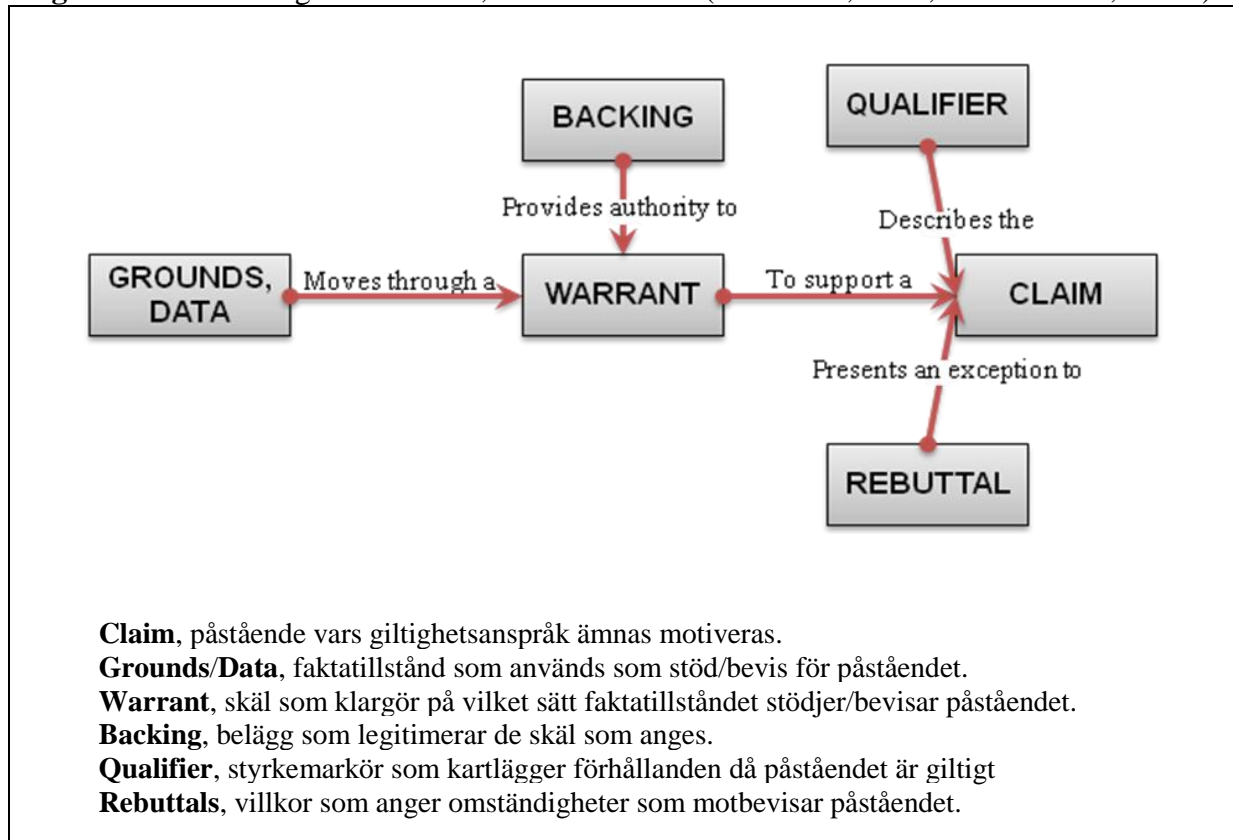 BACKING
QUALIFIER
Provides authority to
Describes the
GROUNDS,
DATA
Moves through a
WARRANT
To support a
CLAIM
Presents an exception to
REBUTTAL
Claim, påstående vars giltighetsanspråk ämnas motiveras.
Grounds/Data, faktatillstånd som används som stöd/bevis för påståendet.
Warrant, skäl som klargör på vilket sätt faktatillståndet stödjer/bevisar påståendet.
Backing, belägg som legitimerar de skäl som anges.
Qualifier, styrkemarkör som kartlägger förhållanden då påståendet är giltigt
Rebuttals, villkor som anger omständigheter som motbevisar påståendet.